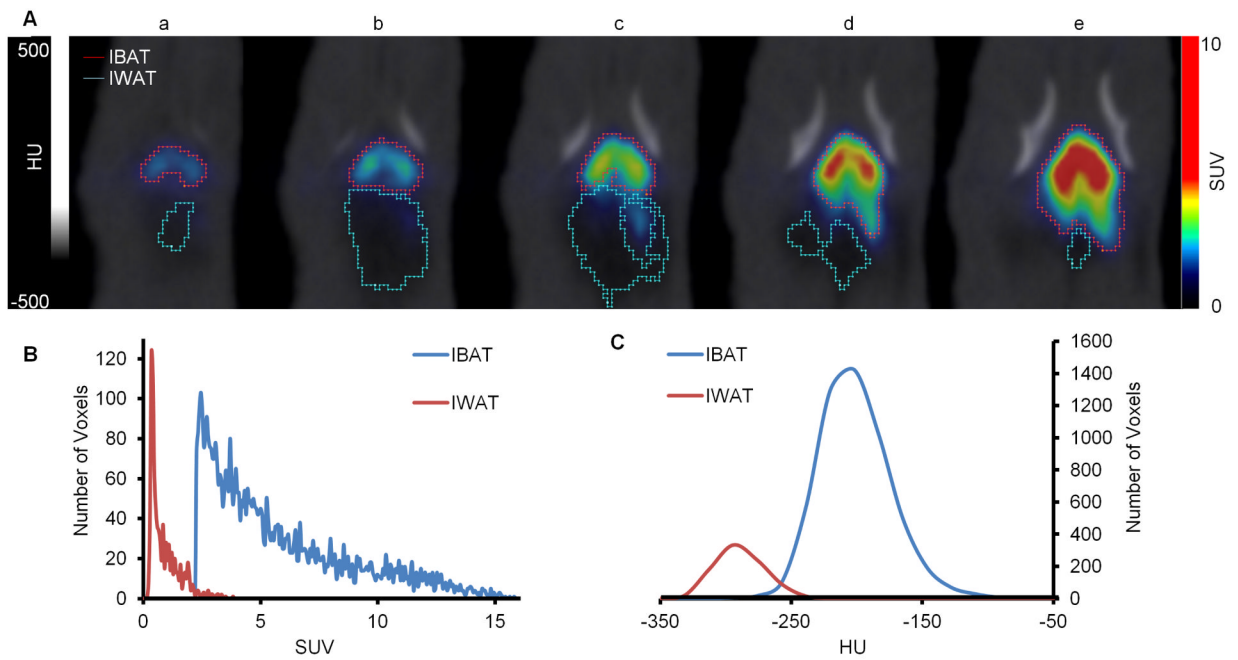 A
a
b
c
d
e
500
HU
-500
IBAT
IWAT
10
SUV
0
B
IBAT
IWAT
Number of Voxels
120
100
80
60
40
20
0
0
5
10
15
SUV
C
IBAT
IWAT
1600
1400
1200
1000
800
600
400
200
0
Number of Voxels
-350
-250
-150
-50
HU